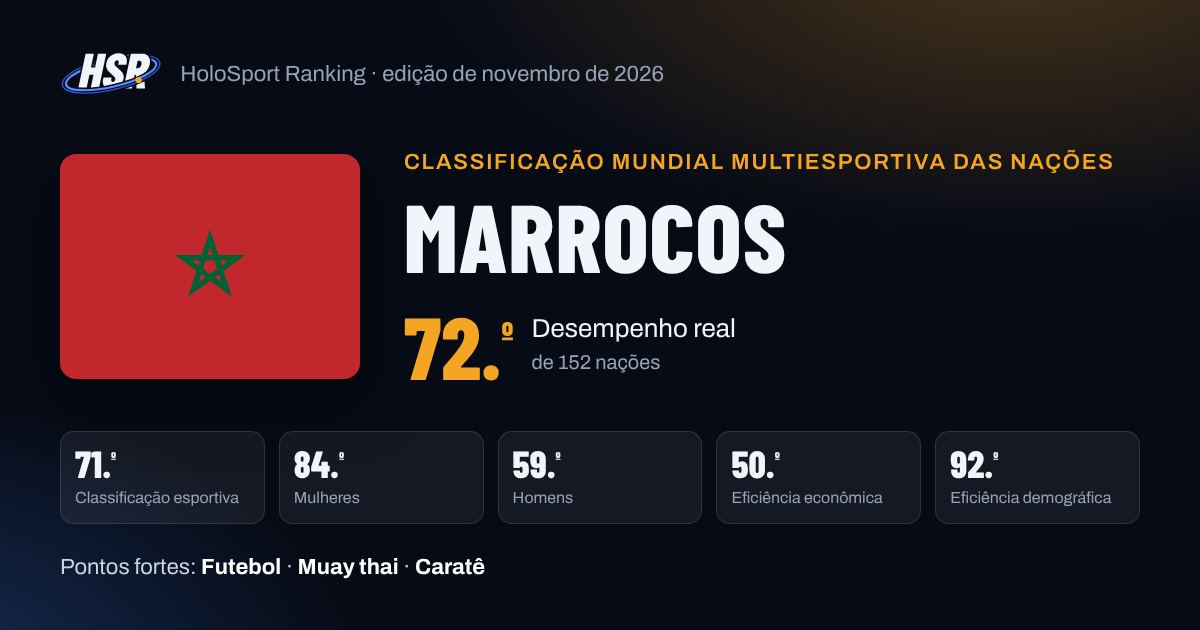 HSR
HoloSport Ranking · edição de novembro de 2026
CLASSIFICAÇÃO MUNDIAL MULTIESPORTIVA DAS NAÇÕES
MARROCOS
72.º
Desempenho real
de 152 nações
71.º
Classificação esportiva
84.º
Mulheres
59.º
Homens
50.º
Eficiência econômica
92.º
Eficiência demográfica
Pontos fortes: Futebol · Muay thai · Caratê